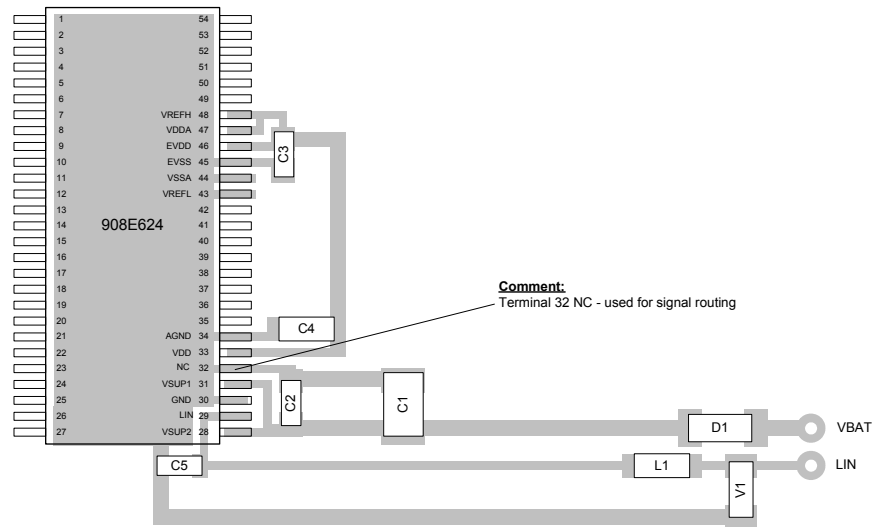 1 54
2 53
3 52
4 51
5 50
6 49
7 VREFH 48
8 VDDA 47
9 EVDD 46
10 EVSS 45
11 VSSA 44
12 VREFL 43
13 42
14 908E624 41
15 40
16 39
17 38
18 37
19 36
20 35
21 AGND 34
22 VDD 33
23 NC 32
24 VSUP1 31
25 GND 30
26 LIN 29
27 VSUP2 28
C3
Comment:
Terminal 32 NC - used for signal routing
C4
C2
C1
D1
VBAT
C5
L1
LIN
V1